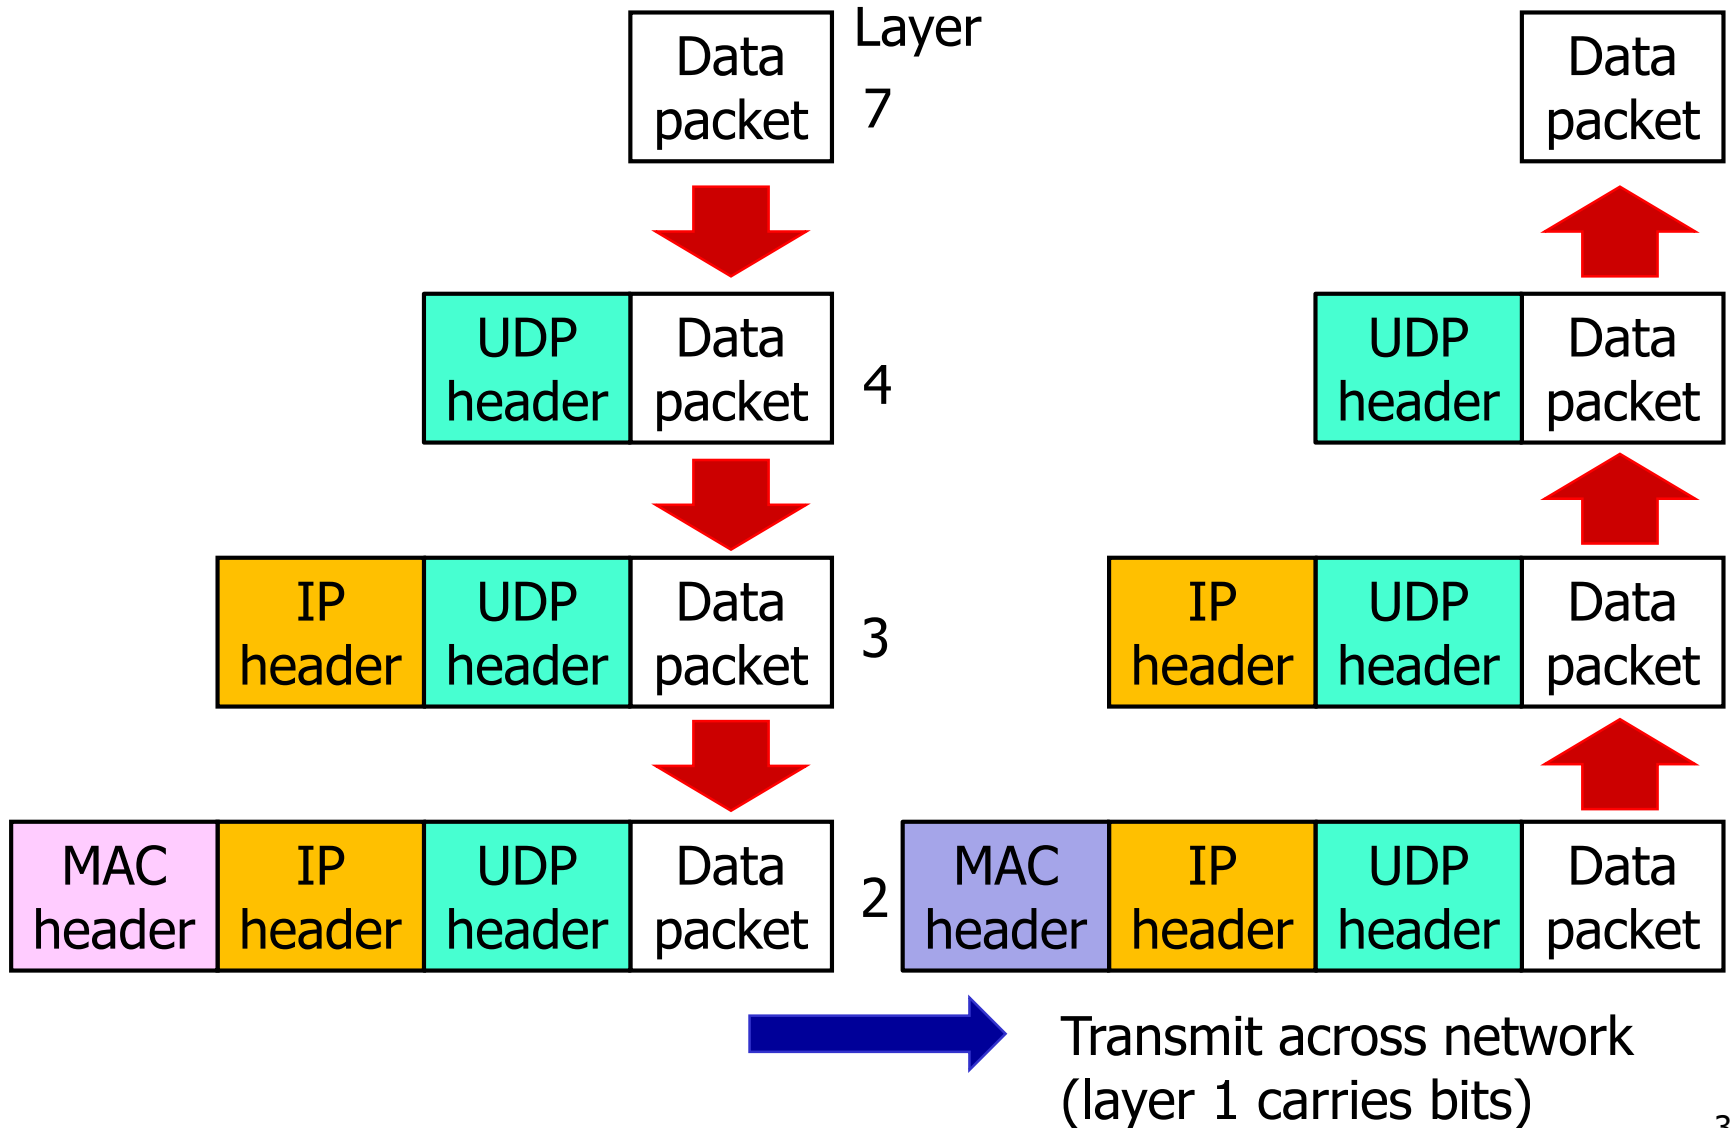 Data
packet
Layer
7
Data
packet
UDP
header
Data
packet
4
UDP
header
Data
packet
IP
header
UDP
header
Data
packet
3
IP
header
UDP
header
Data
packet
MAC
header
IP
header
UDP
header
Data
packet
2
MAC
header
IP
header
UDP
header
Data
packet
Transmit across network
(layer 1 carries bits)
3